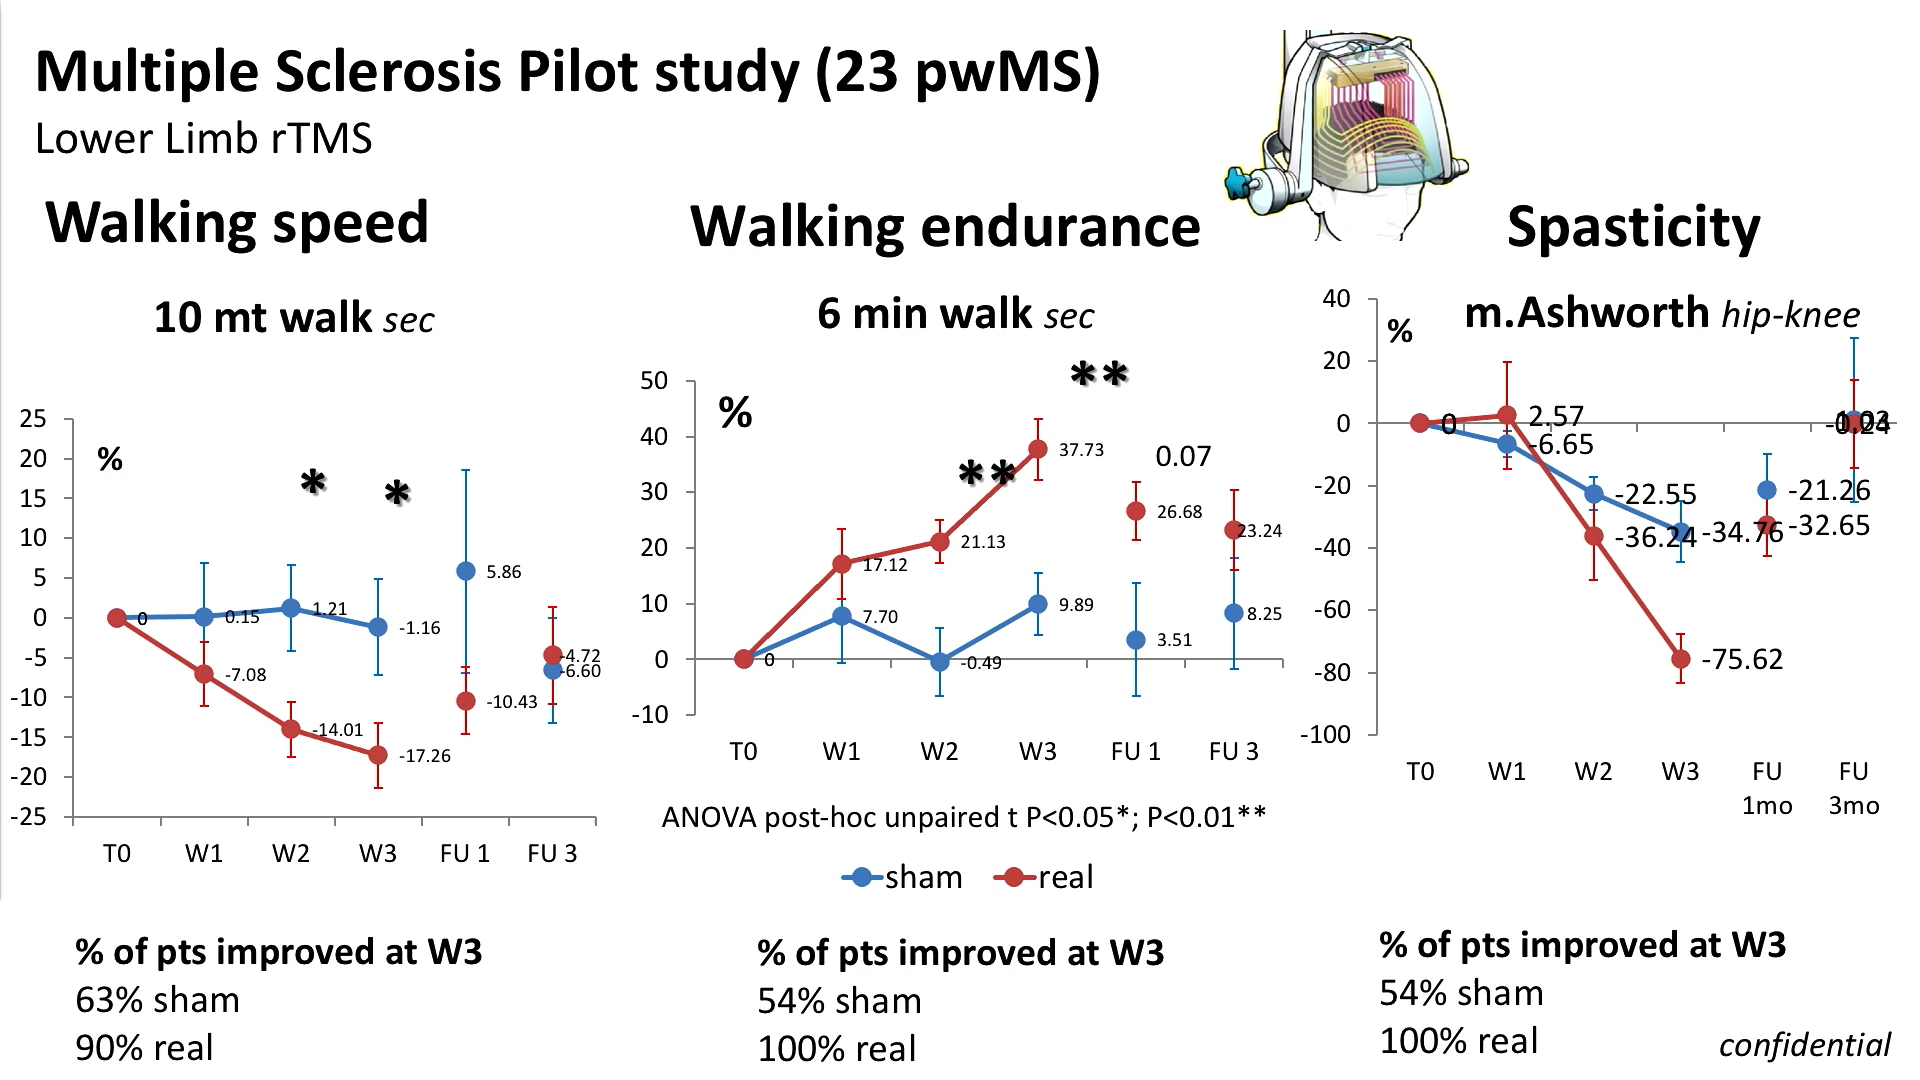 Multiple Sclerosis Pilot study (23 pwMS)
Lower Limb rTMS
Walking speed
10 mt walk sec
%
25
20
15
10
5
0
-5
-10
-15
-20
-25
* *
0
0.15
1.21
-1.16
5.86
-6.60
-7.08
-14.01
-17.26
-10.43
-4.72
T0 W1 W2 W3 FU 1 FU 3
% of pts improved at W3
63% sham
90% real
Walking endurance
6 min walk sec
%
50
40
30
20
10
0
-10
** **
0.07
0
17.12
21.13
37.73
26.68
23.24
7.70
-0.49
9.89
3.51
8.25
T0 W1 W2 W3 FU 1 FU 3
ANOVA post-hoc unpaired t P<0.05*; P<0.01**
sham real
% of pts improved at W3
54% sham
100% real
Spasticity
m.Ashworth hip-knee
%
40
20
0
-20
-40
-60
-80
-100
0
2.57
-6.65
-22.55
-36.24
-34.76
-75.62
-21.26
-32.65
1.03
T0 W1 W2 W3 FU 1mo FU 3mo
% of pts improved at W3
54% sham
100% real
confidential